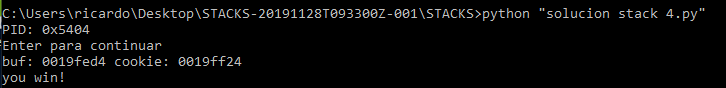 C:\Users\ricardo\Desktop\STACKS-20191128T093300Z-001\STACKS>python "solucion stack 4.py"
PID: 0x5404
Enter para continuar
buf: 0019fed4 cookie: 0019ff24
you win!